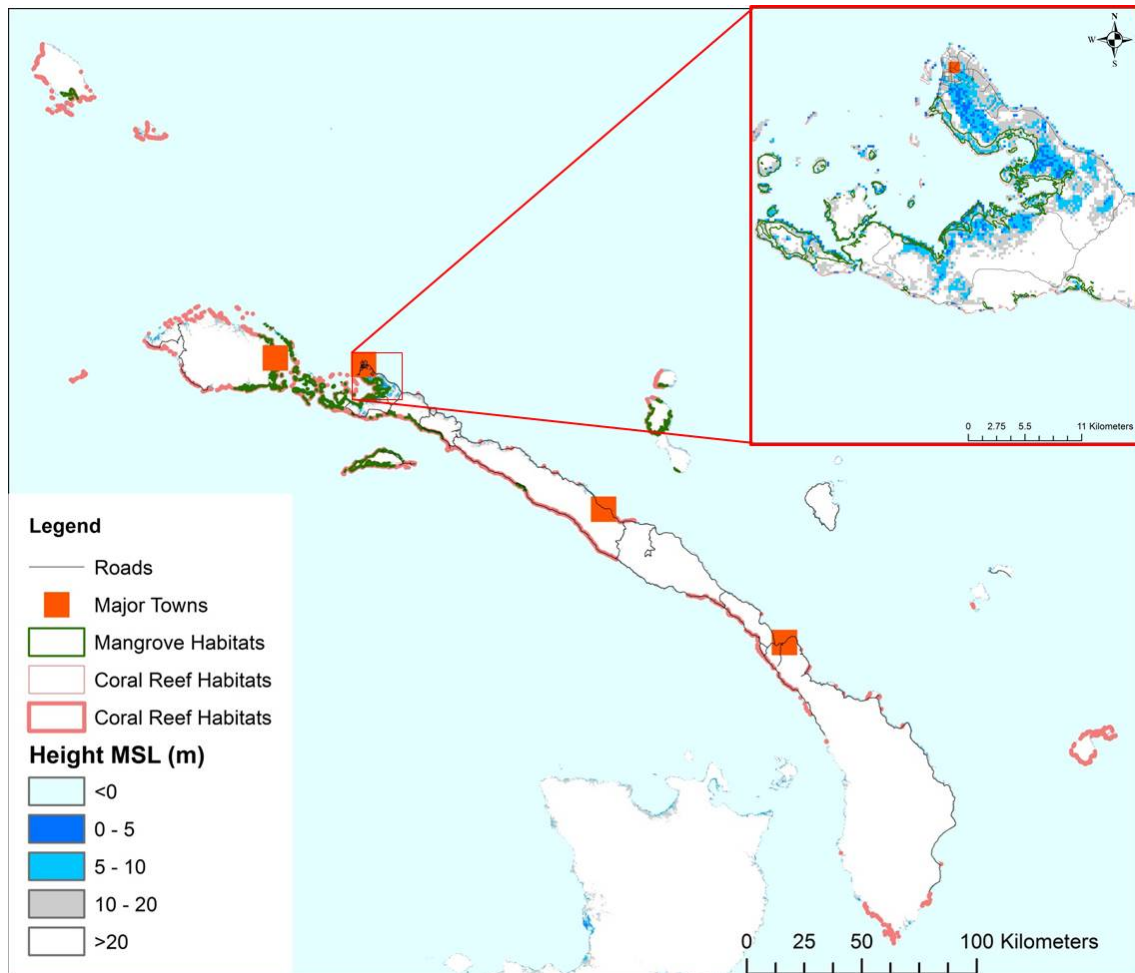 N
W
S
0 2.75 5.5 11 Kilometers
Legend
Roads
Major Towns
Mangrove Habitats
Coral Reef Habitats
Coral Reef Habitats
Height MSL (m)
<0
0 - 5
5 - 10
10 - 20
>20
0 25 50 100 Kilometers